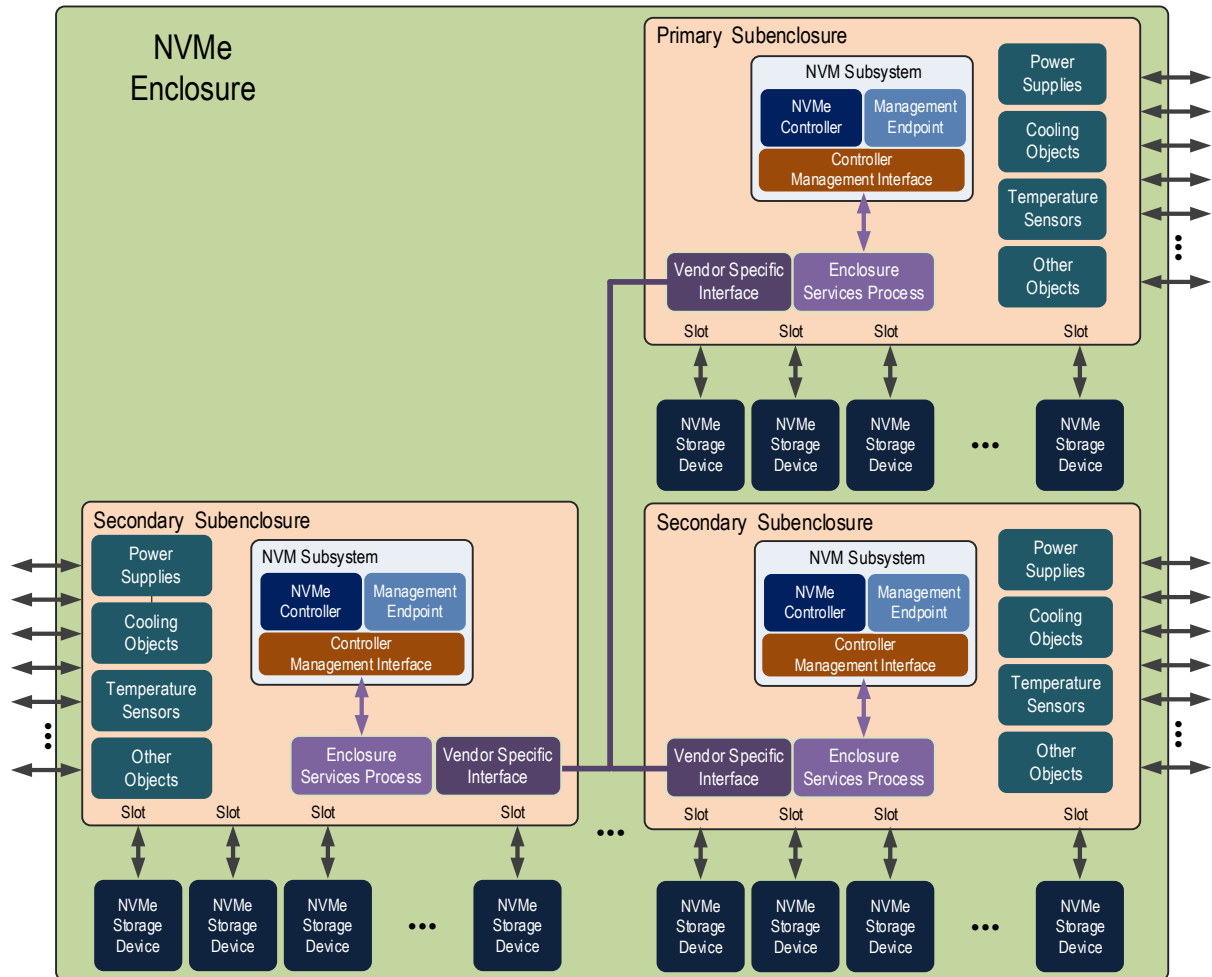 NVMe
Enclosure
Primary Subenclosure
NVM Subsystem
NVMe
Controller
Management
Endpoint
Controller
Management Interface
Power
Supplies
Cooling
Objects
Temperature
Sensors
Other
Objects
Vendor Specific
Interface
Enclosure
Services Process
Slot
Slot
Slot
Slot
NVMe
Storage
Device
NVMe
Storage
Device
NVMe
Storage
Device
...
NVMe
Storage
Device
...
Secondary Subenclosure
Power
Supplies
Cooling
Objects
Temperature
Sensors
Other
Objects
NVM Subsystem
NVMe
Controller
Management
Endpoint
Controller
Management Interface
Enclosure
Services Process
Vendor Specific
Interface
Slot
Slot
Slot
Slot
...
NVMe
Storage
Device
NVMe
Storage
Device
NVMe
Storage
Device
...
NVMe
Storage
Device
...
Secondary Subenclosure
NVM Subsystem
NVMe
Controller
Management
Endpoint
Controller
Management Interface
Power
Supplies
Cooling
Objects
Temperature
Sensors
Other
Objects
Vendor Specific
Interface
Enclosure
Services Process
Slot
Slot
Slot
Slot
...
NVMe
Storage
Device
NVMe
Storage
Device
NVMe
Storage
Device
...
NVMe
Storage
Device